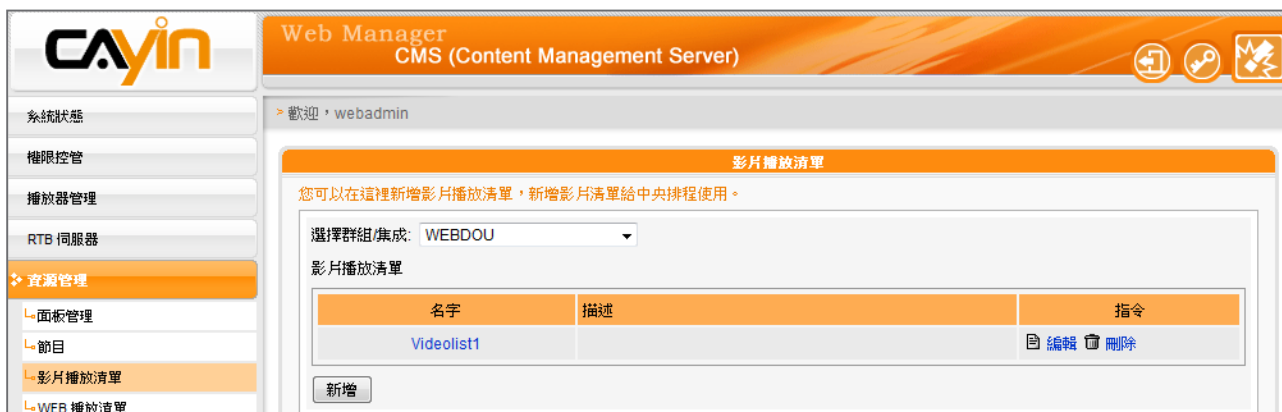 CAYIN
Web Manager
CMS (Content Management Server)
系統狀態
權限控管
播放器管理
RTB 伺服器
資源管理
面板管理
節目
影片播放清單
WEB 播放清單
> 歡迎，webadmin
影片播放清單
您可以在這裡新增影片播放清單，新增影片清單給中央排程使用。
選擇群組/集成: WEBDOU
影片播放清單
名字 描述 指令
Videolist1 編輯 刪除
新增